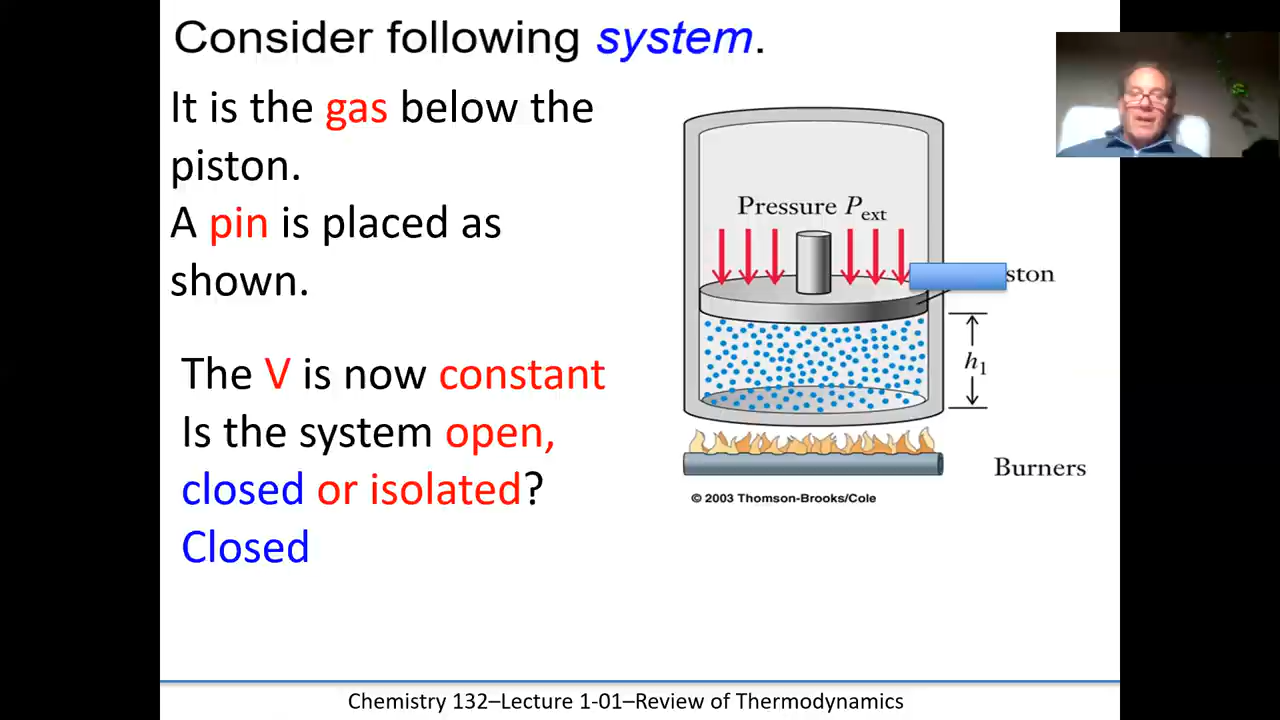 Consider following system.
It is the gas below the
piston.
A pin is placed as
shown.
The V is now constant
Is the system open,
closed or isolated?
Closed
Pressure Pext
ston
h1
Burners
© 2003 Thomson-Brooks/Cole
Chemistry 132–Lecture 1-01–Review of Thermodynamics